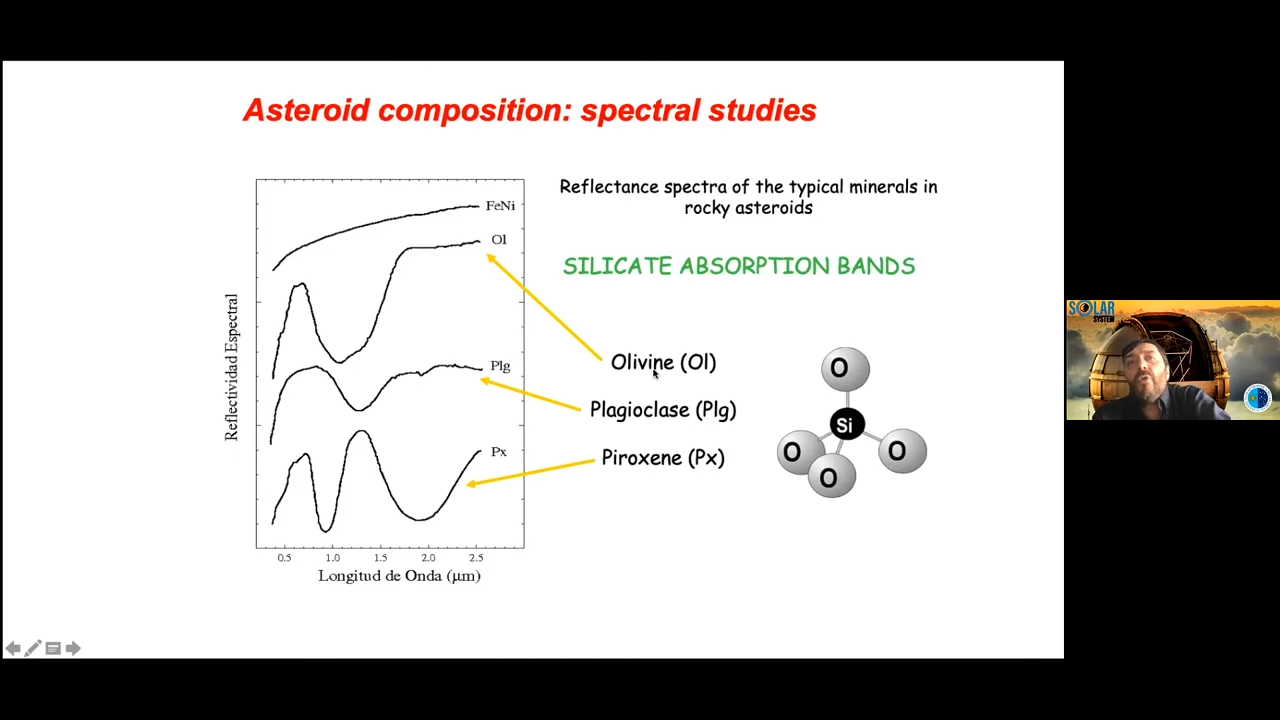 Asteroid composition: spectral studies
Reflectance spectra of the typical minerals in
rocky asteroids
SILICATE ABSORPTION BANDS
FeNi
Ol
Plg
Px
Reflectividad Espectral
0.5 1.0 1.5 2.0 2.5
Longitud de Onda (μm)
Olivine (Ol)
Plagioclase (Plg)
Piroxene (Px)
O
Si
O
O
O
SOLAR
SYSTEM